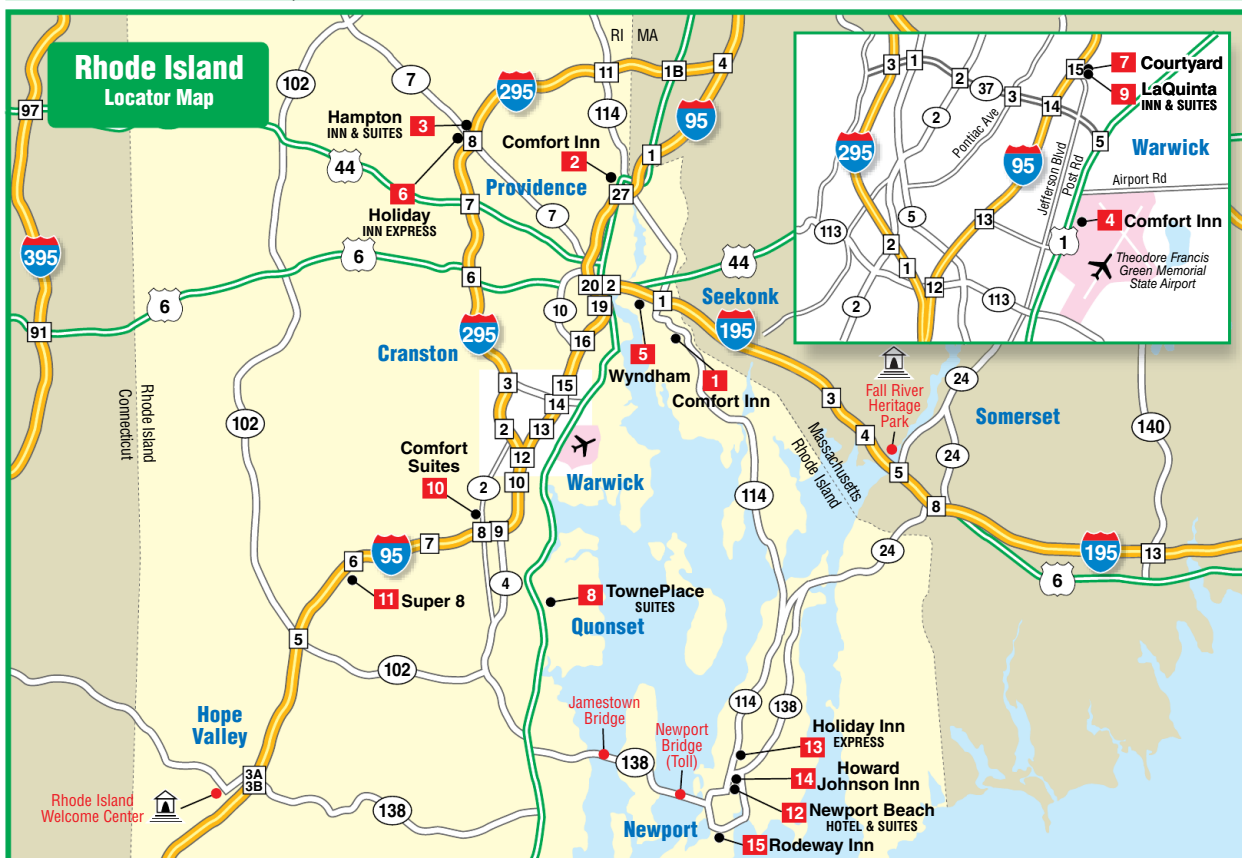 Rhode Island
Locator Map
RI
MA
102
7
295
11
1B
4
97
114
95
Hampton
INN & SUITES
3
8
Comfort Inn
2
1
44
6
Holiday
INN EXPRESS
7
Providence
27
7
395
6
6
44
6
20
2
1
Seekonk
91
295
10
19
195
Cranston
16
5
Wyndham
1
Comfort Inn
Rhode Island
Connecticut
3
15
14
102
2
13
12
Comfort
Suites
10
2
10
Warwick
8
9
7
95
6
11
Super 8
4
8
TownePlace
SUITES
Quonset
5
102
Hope
Valley
3A
3B
Rhode Island
Welcome Center
138
Jamestown
Bridge
138
Newport
Bridge
(Toll)
Newport
114
138
Holiday Inn
EXPRESS
13
Howard
Johnson Inn
14
Newport Beach
HOTEL & SUITES
12
15
Rodeway Inn
114
Massachusetts
Rhode Island
3
4
Fall River
Heritage
Park
24
Somerset
5
24
140
8
24
195
13
6
3
1
2
37
3
15
7
Courtyard
9
LaQuinta
INN & SUITES
14
2
Pontiac Ave
5
Warwick
295
95
Jefferson Blvd
Post Rd
Airport Rd
5
13
113
4
Comfort Inn
1
2
1
12
113
2
Theodore Francis
Green Memorial
State Airport